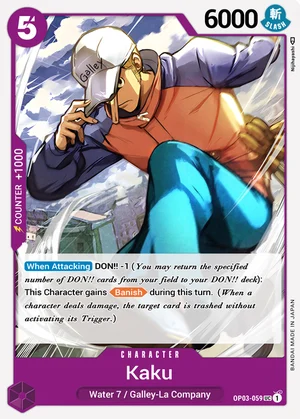 5
6000
斬
SLASH
Nijihayashi
COUNTER +1000
Galley
When Attacking DON!! -1 (You may return the specified
number of DON!! cards from your field to your DON!! deck):
This Character gains Banish during this turn. (When a
character deals damage, the target card is trashed without
activating its Trigger.)
BANDAI MADE IN JAPAN
CHARACTER
Kaku
OP03-059 UC 1
Water 7 / Galley-La Company